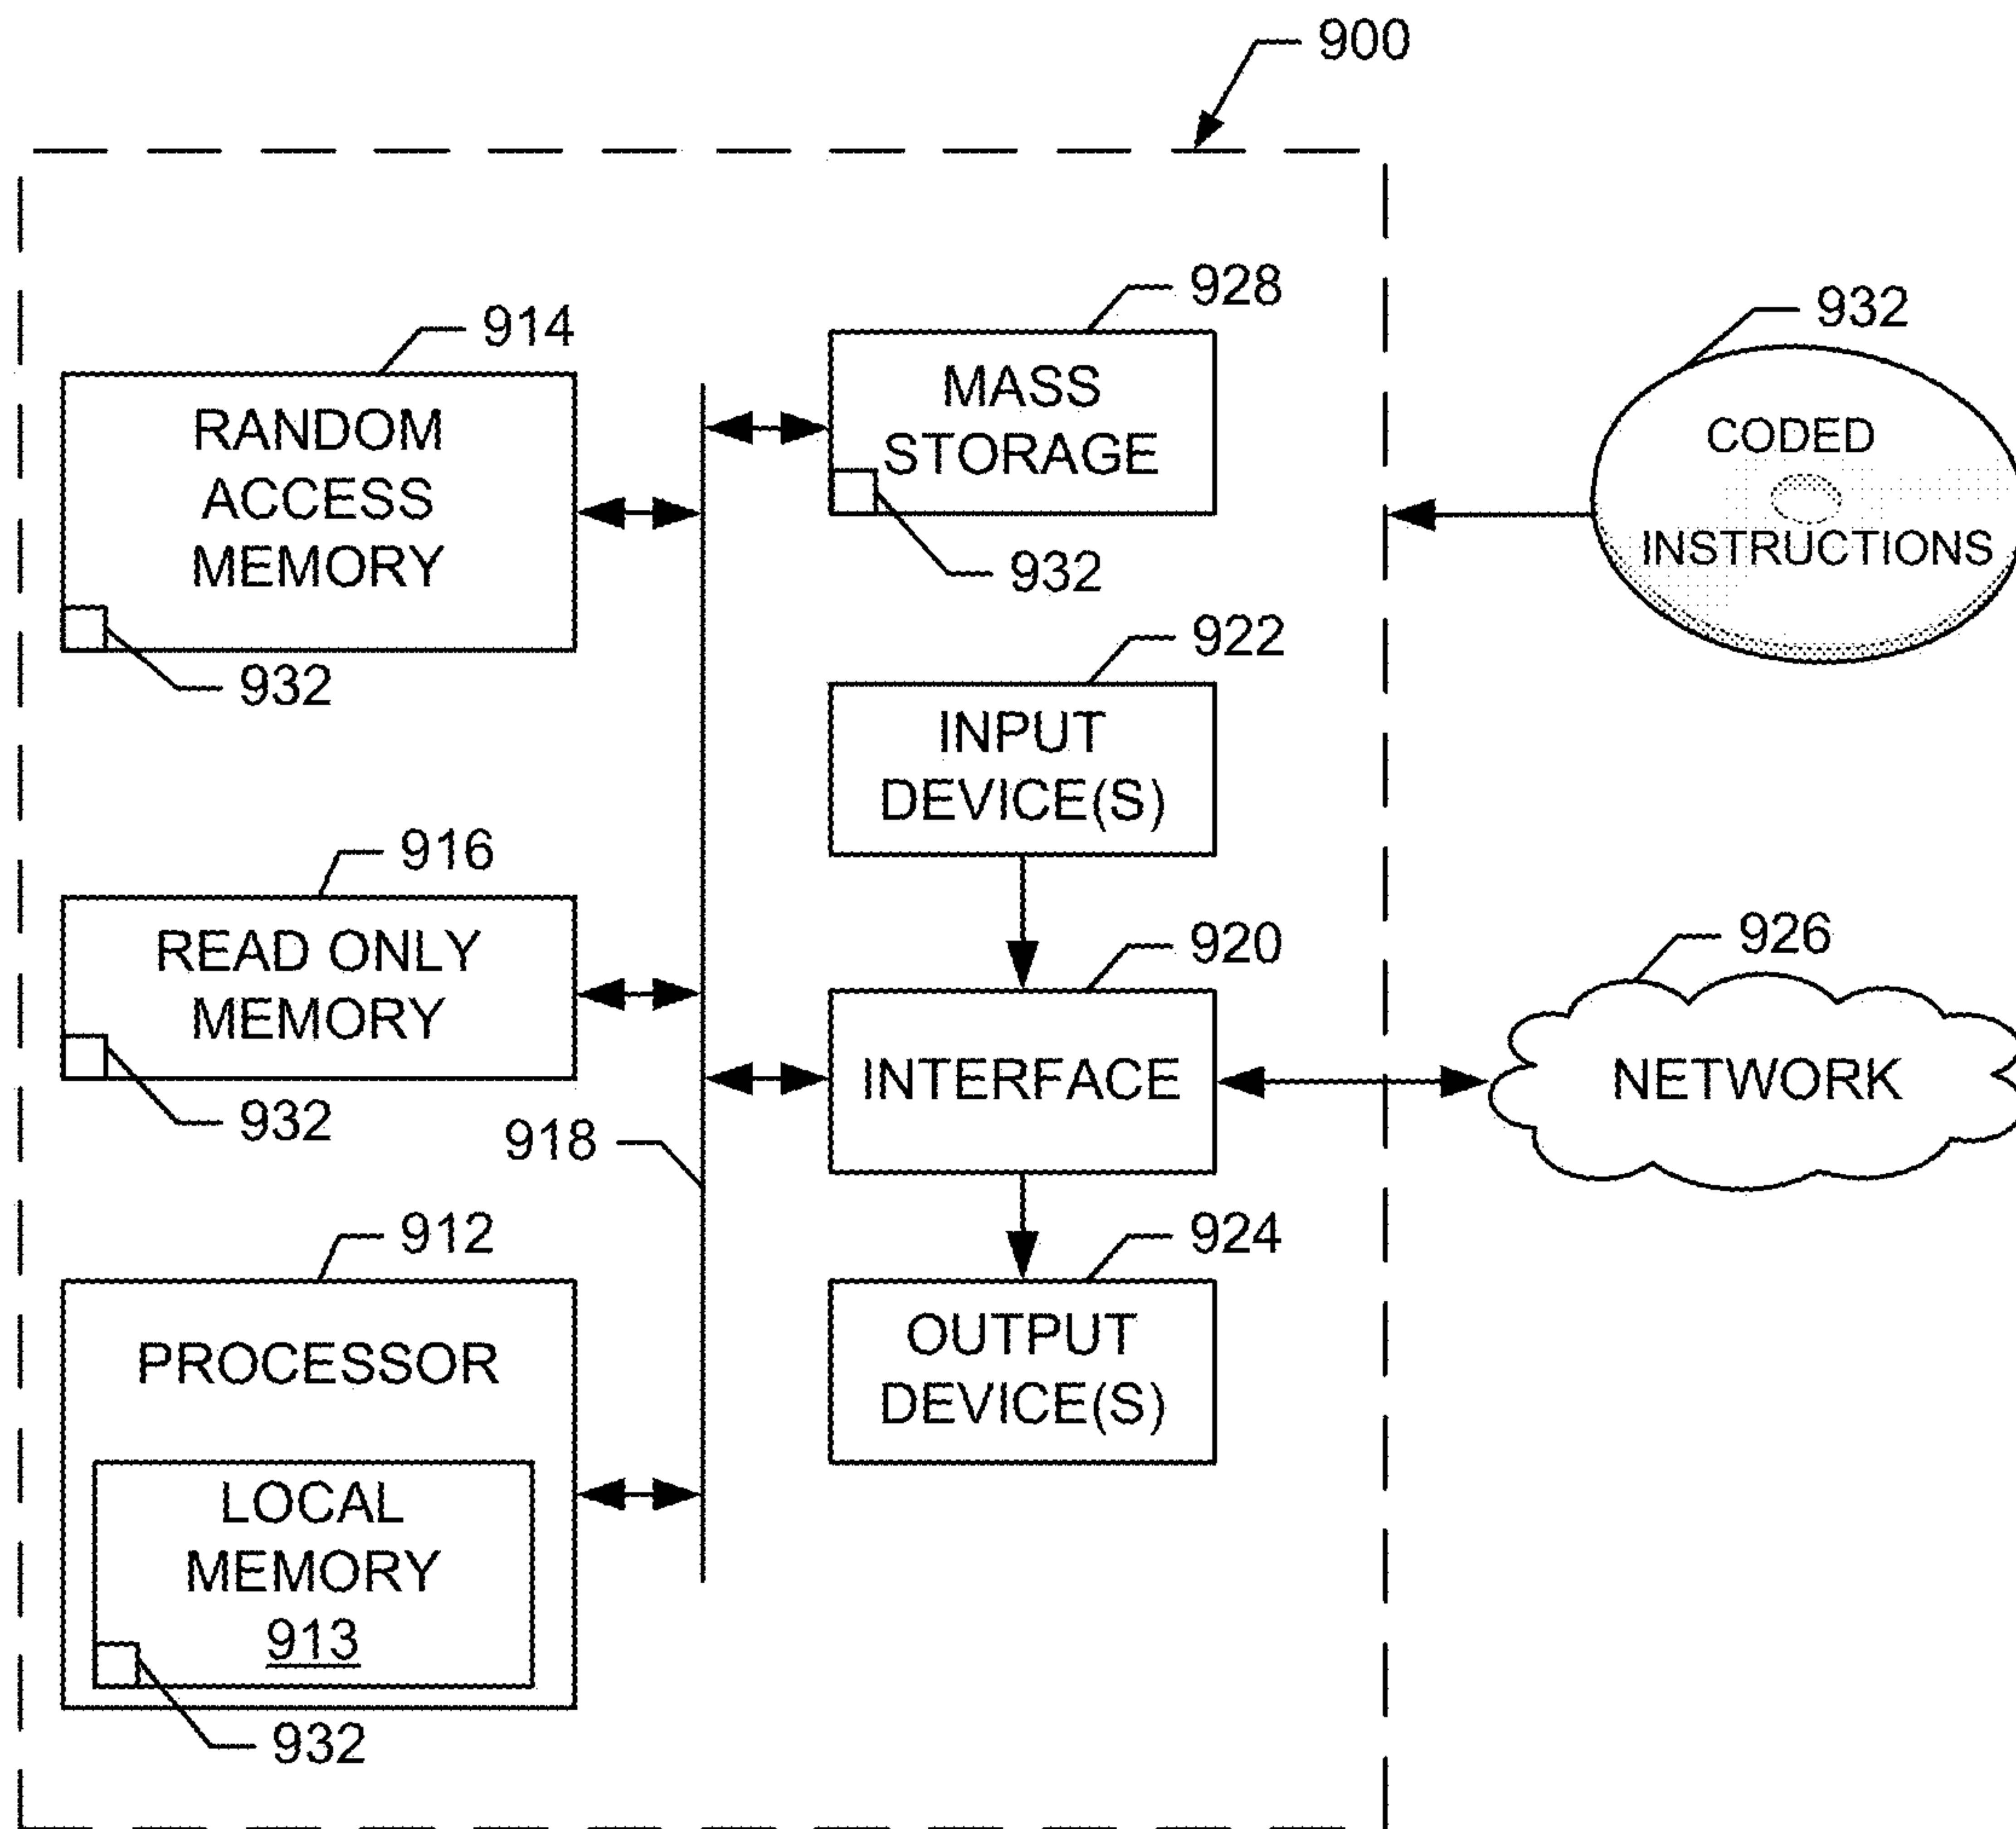 900
928
MASS
STORAGE
932
914
RANDOM
ACCESS
MEMORY
932
932
CODED
INSTRUCTIONS
922
INPUT
DEVICE(S)
916
READ ONLY
MEMORY
932
918
920
INTERFACE
926
NETWORK
912
PROCESSOR
LOCAL
MEMORY
913
932
924
OUTPUT
DEVICE(S)